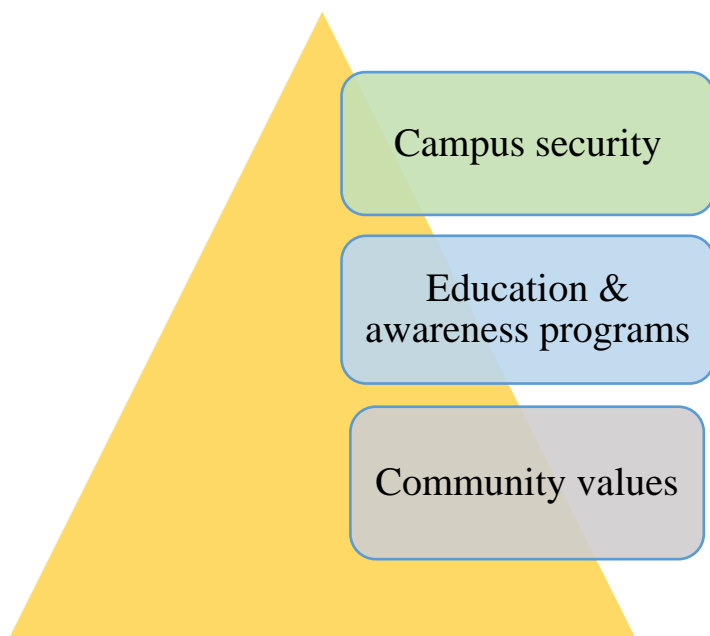 Campus security
Education &
awareness programs
Community values